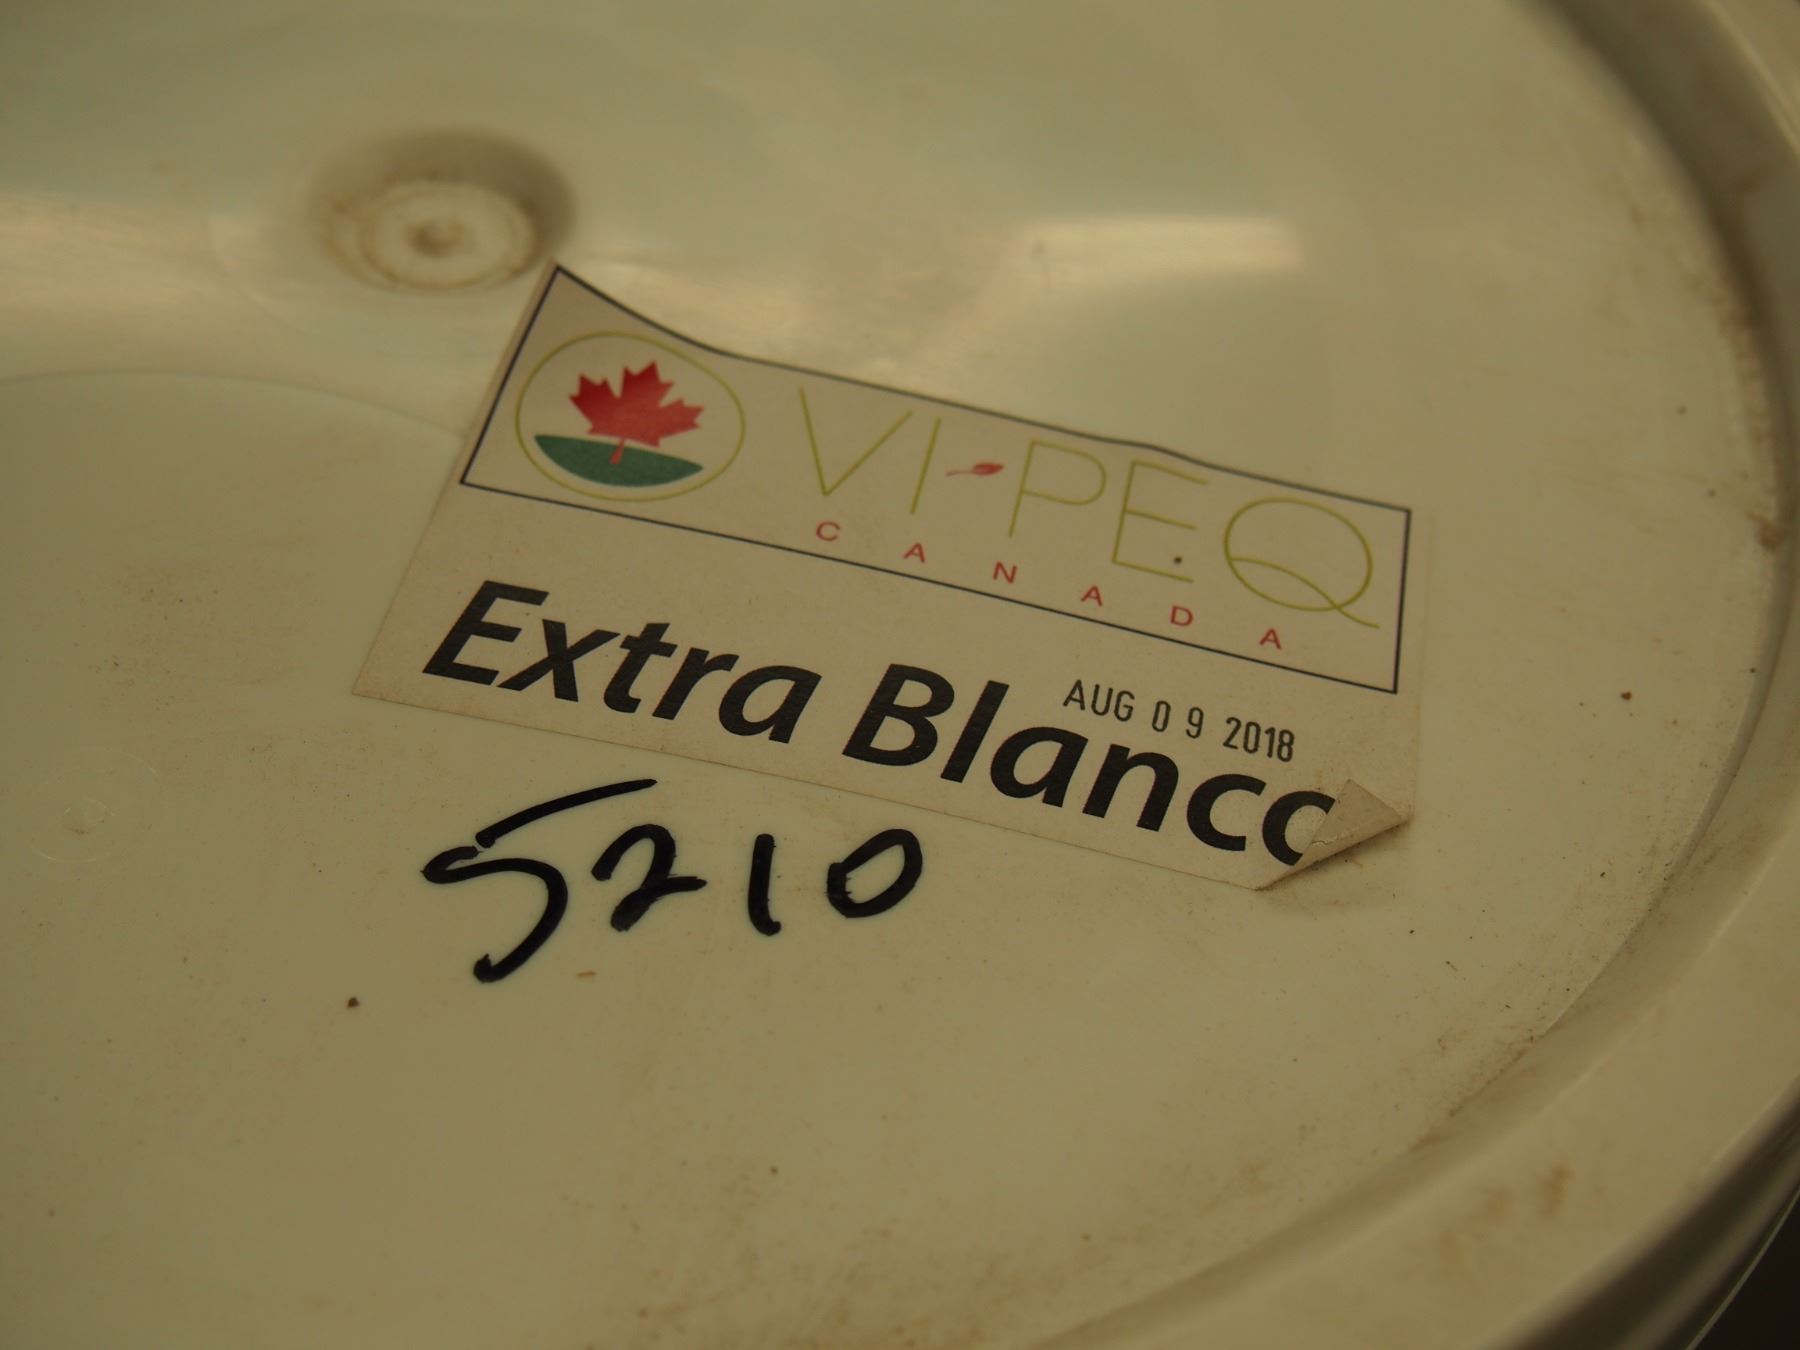 VI-PEQ
CANADA
Extra Blanco
AUG 09 2018
5210